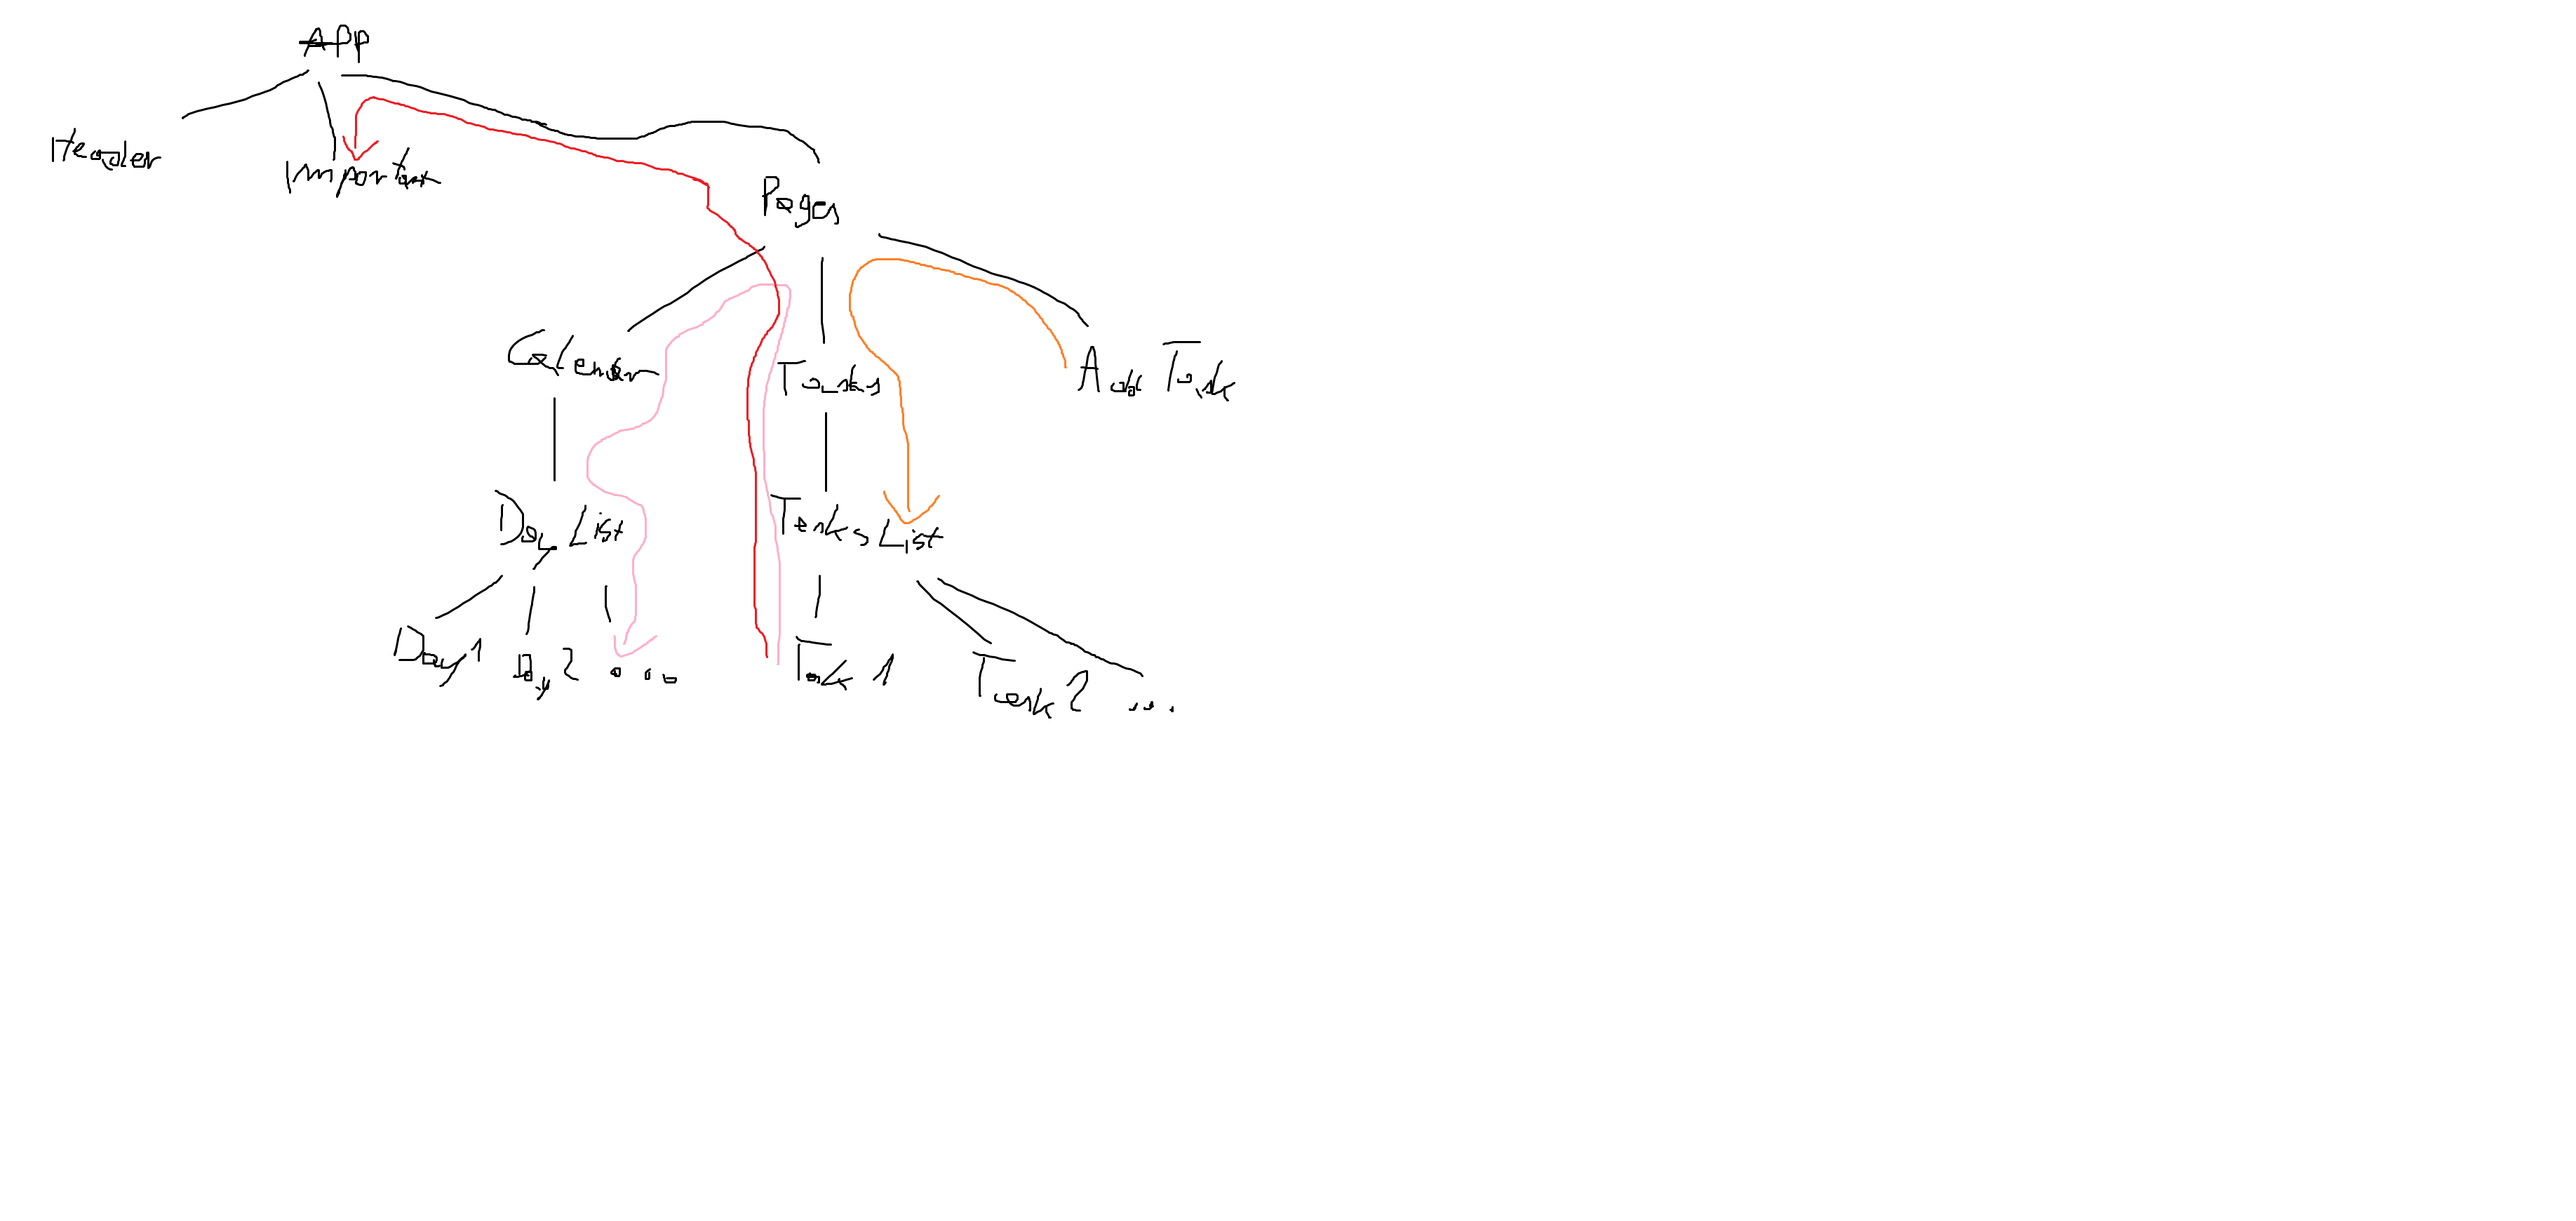 App
Header
Important
Pages
Calendar
Tasks
Add Task
Day List
Tasks List
Day 1
Day 2
...
Task 1
Task 2
...